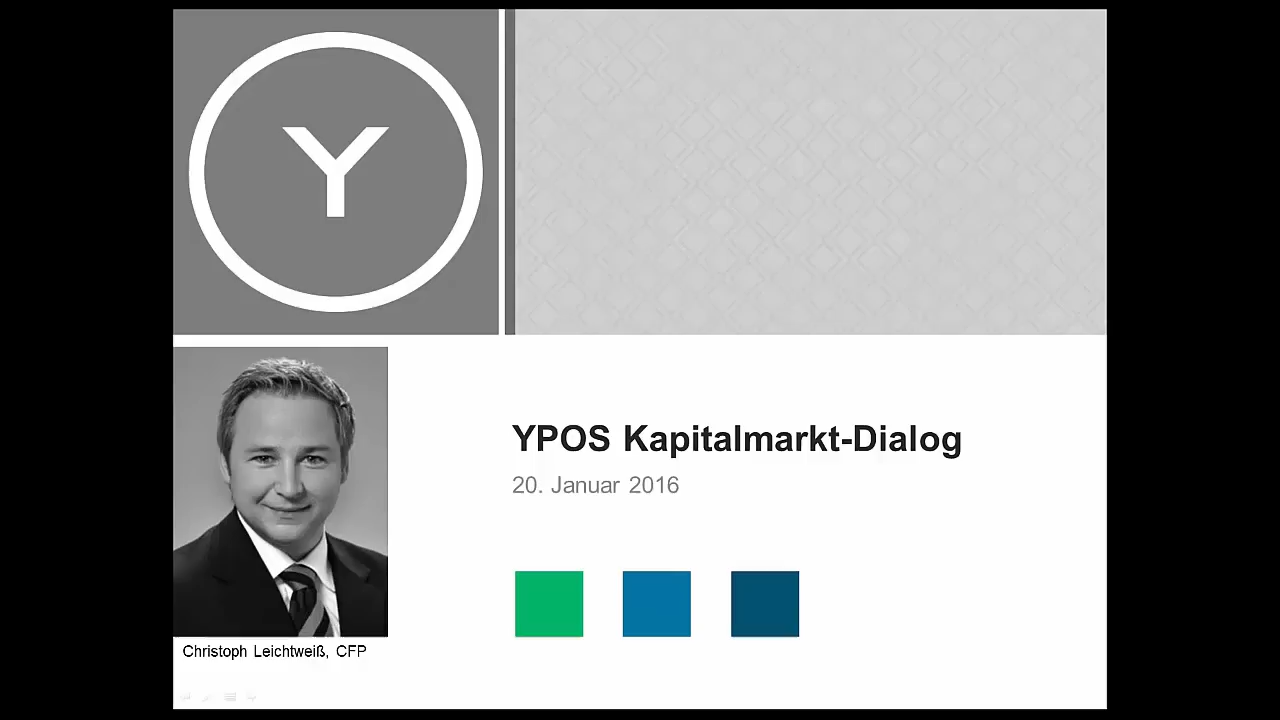 Y
YPOS Kapitalmarkt-Dialog
20. Januar 2016
Christoph Leichtweiß, CFP